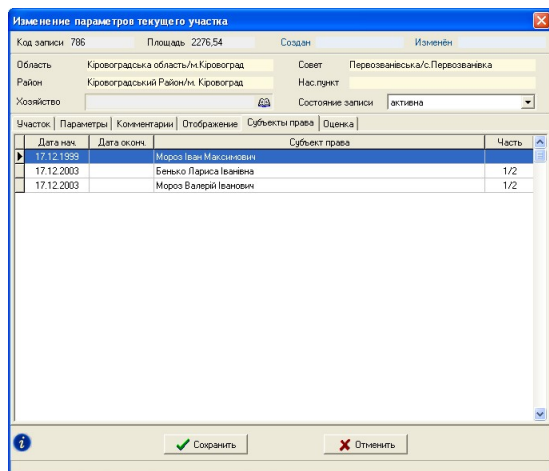 Изменение параметров текущего участка
Код записи 786 Площадь 2276,54 Создан Изменён
Область Кіровоградська область/м.Кіровоград Совет Первозванівська/с.Первозванівка
Район Кіровоградський Район/м. Кіровоград Нас.пункт
Хозяйство Состояние записи активна
Участок Параметры Комментарии Отображение Субъекты права Оценка
Дата нач. Дата оконч. Субъект права Часть
17.12.1999 Мороз Іван Максимович
17.12.2003 Бенько Лариса Іванівна 1/2
17.12.2003 Мороз Валерій Іванович 1/2
Сохранить Отменить